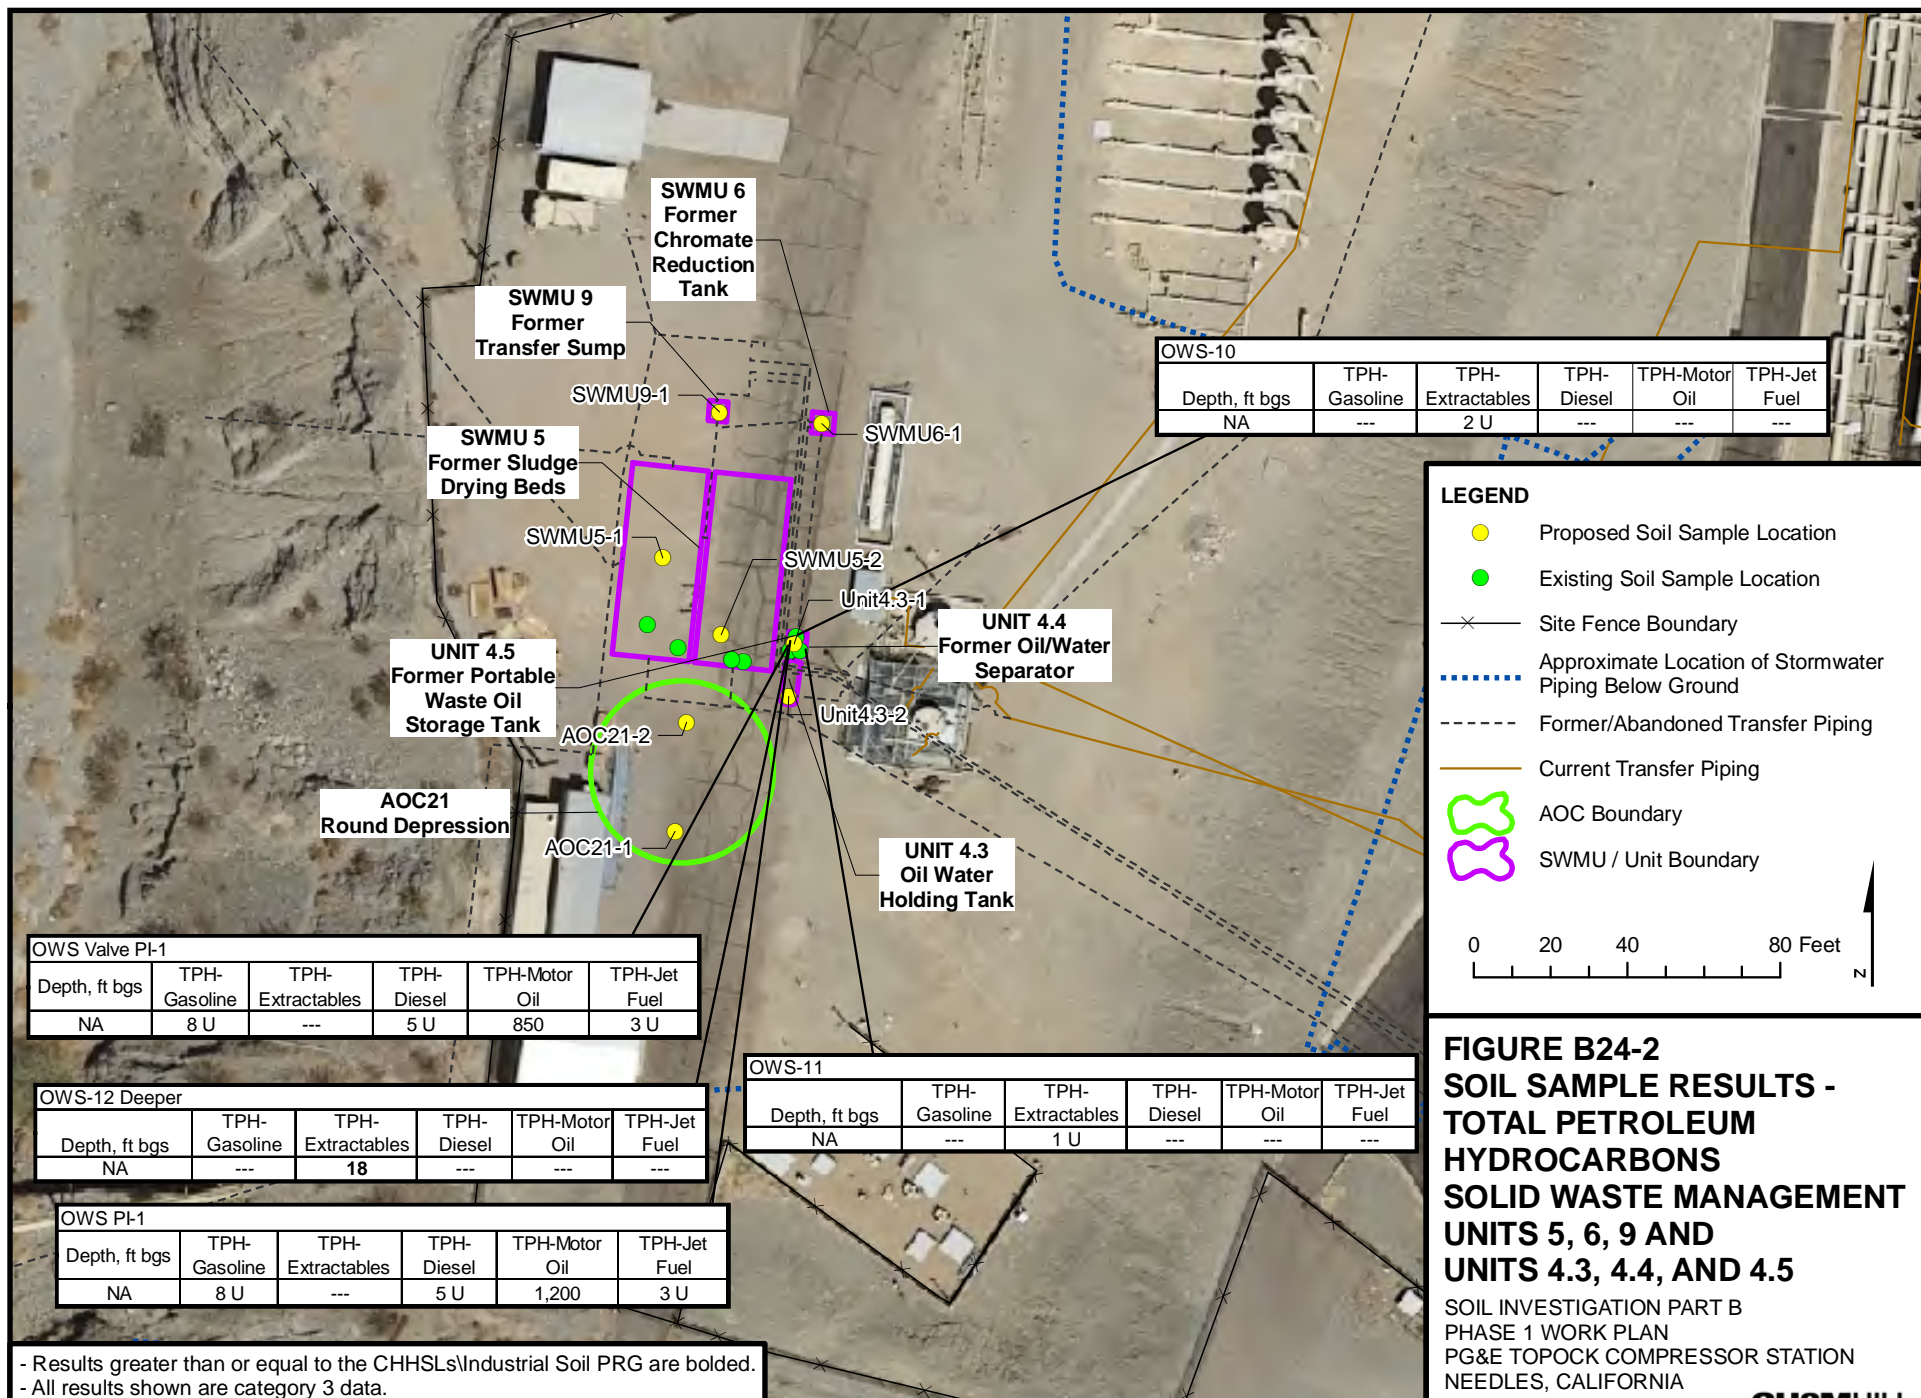 SWMU 6
Former
Chromate
Reduction
Tank
SWMU 9
Former
Transfer Sump
SWMU9-1
SWMU6-1
SWMU 5
Former Sludge
Drying Beds
SWMU5-1
SWMU5-2
Unit4.3-1
UNIT 4.4
Former Oil/Water
Separator
UNIT 4.5
Former Portable
Waste Oil
Storage Tank
Unit4.3-2
AOC21-2
AOC21
Round Depression
AOC21-1
UNIT 4.3
Oil Water
Holding Tank
OWS-10
Depth, ft bgs TPH-Gasoline TPH-Extractables TPH-Diesel TPH-Motor Oil TPH-Jet Fuel
NA --- 2 U --- --- ---
OWS Valve PI-1
Depth, ft bgs TPH-Gasoline TPH-Extractables TPH-Diesel TPH-Motor Oil TPH-Jet Fuel
NA 8 U --- 5 U 850 3 U
OWS-12 Deeper
Depth, ft bgs TPH-Gasoline TPH-Extractables TPH-Diesel TPH-Motor Oil TPH-Jet Fuel
NA --- 18 --- --- ---
OWS PI-1
Depth, ft bgs TPH-Gasoline TPH-Extractables TPH-Diesel TPH-Motor Oil TPH-Jet Fuel
NA 8 U --- 5 U 1,200 3 U
OWS-11
Depth, ft bgs TPH-Gasoline TPH-Extractables TPH-Diesel TPH-Motor Oil TPH-Jet Fuel
NA --- 1 U --- --- ---
- Results greater than or equal to the CHHSLs\Industrial Soil PRG are bolded.
- All results shown are category 3 data.
LEGEND
Proposed Soil Sample Location
Existing Soil Sample Location
Site Fence Boundary
Approximate Location of Stormwater
Piping Below Ground
Former/Abandoned Transfer Piping
Current Transfer Piping
AOC Boundary
SWMU / Unit Boundary
0 20 40 80 Feet
Z
FIGURE B24-2
SOIL SAMPLE RESULTS -
TOTAL PETROLEUM
HYDROCARBONS
SOLID WASTE MANAGEMENT
UNITS 5, 6, 9 AND
UNITS 4.3, 4.4, AND 4.5
SOIL INVESTIGATION PART B
PHASE 1 WORK PLAN
PG&E TOPOCK COMPRESSOR STATION
NEEDLES, CALIFORNIA